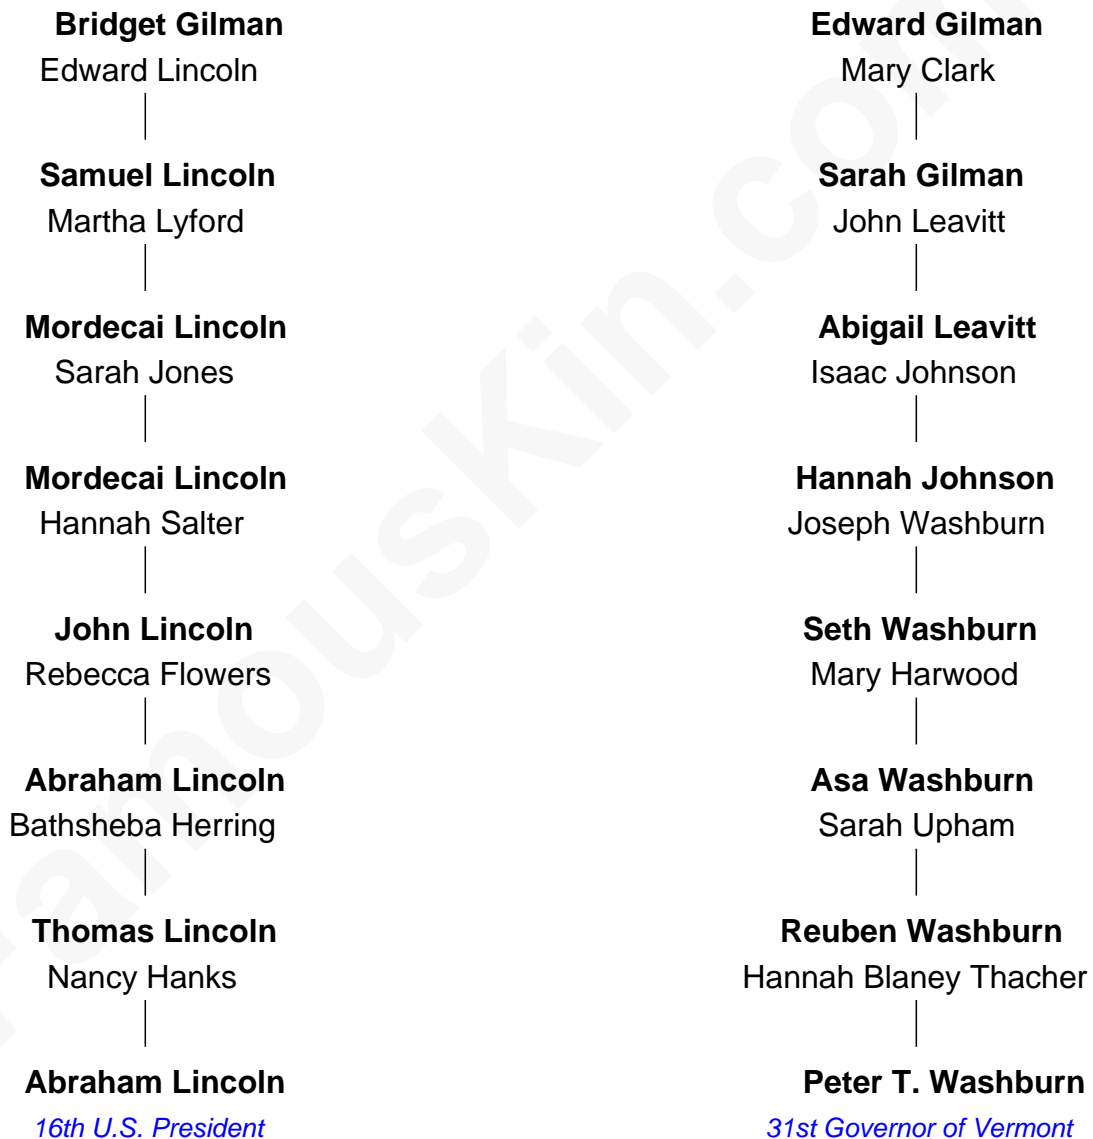 Bridget Gilman
Edward Lincoln
Samuel Lincoln
Martha Lyford
Mordecai Lincoln
Sarah Jones
Mordecai Lincoln
Hannah Salter
John Lincoln
Rebecca Flowers
Abraham Lincoln
Bathsheba Herring
Thomas Lincoln
Nancy Hanks
Abraham Lincoln
16th U.S. President
Edward Gilman
Mary Clark
Sarah Gilman
John Leavitt
Abigail Leavitt
Isaac Johnson
Hannah Johnson
Joseph Washburn
Seth Washburn
Mary Harwood
Asa Washburn
Sarah Upham
Reuben Washburn
Hannah Blaney Thacher
Peter T. Washburn
31st Governor of Vermont
FamousKin.com